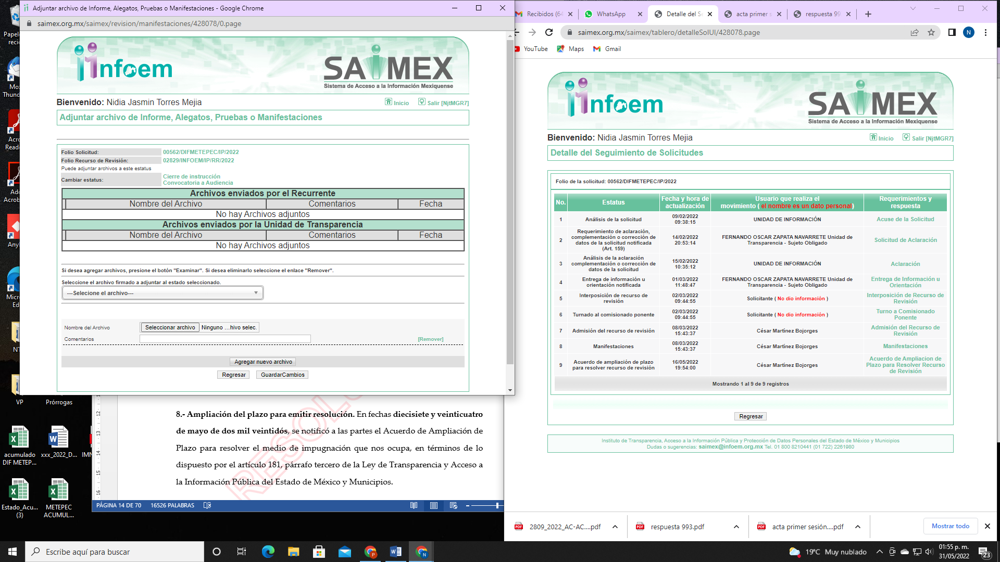 Adjuntar archivo de Informe, Alegatos, Pruebas o Manifestaciones - Google Chrome
saimex.org.mx/saimex/revision/manifestaciones/428078/0.page
infoem
SAIMEX
Sistema de Acceso a la Información Mexiquense
Bienvenido: Nidia Jasmin Torres Mejia
Inicio Salir [NjtMGR7]
Adjuntar archivo de Informe, Alegatos, Pruebas o Manifestaciones
Folio Solicitud: 00562/DIFMETEPEC/IP/2022
Folio Recurso de Revisión: 02829/INFOEM/IP/RR/2022
Puede adjuntar archivos a este estatus
Cambiar estatus: Cierre de instrucción
Convocatoria a Audiencia
Archivos enviados por el Recurrente
Nombre del Archivo Comentarios Fecha
No hay Archivos adjuntos
Archivos enviados por la Unidad de Transparencia
Nombre del Archivo Comentarios Fecha
No hay Archivos adjuntos
Si desea agregar archivos, presione el botón "Examinar". Si desea eliminarlo seleccione el enlace "Remover".
Seleccione el archivo firmado a adjuntar al estado seleccionado.
---Selecione el archivo---
Nombre del Archivo Seleccionar archivo Ninguno ...hivo selec.
Comentarios [Remover]
Agregar nuevo archivo
Regresar GuardarCambios
8.- Ampliación del plazo para emitir resolución. En fechas diecisiete y veinticuatro
de mayo de dos mil veintidós, se notificó a las partes el Acuerdo de Ampliación de
Plazo para resolver el medio de impugnación que nos ocupa, en términos de lo
dispuesto por el artículo 181, párrafo tercero de la Ley de Transparencia y Acceso a
la Información Pública del Estado de México y Municipios.
RESOLU
12
13
14
15
16
PÁGINA 14 DE 70 16526 PALABRAS
Recibidos (64 WhatsApp Detalle del Se acta primer s respuesta 99
saimex.org.mx/saimex/tablero/detalleSolUI/428078.page
N
YouTube Maps Gmail
infoem
SAIMEX
Sistema de Acceso a la Información Mexiquense
Bienvenido: Nidia Jasmin Torres Mejia
Inicio Salir [NjtMGR7]
Detalle del Seguimiento de Solicitudes
Folio de la solicitud: 00562/DIFMETEPEC/IP/2022
No. Estatus Fecha y hora de actualización Usuario que realiza el movimiento ( el nombre es un dato personal) Requerimientos y respuesta
1 Análisis de la solicitud 09/02/2022 09:38:15 UNIDAD DE INFORMACIÓN Acuse de la Solicitud
2 Requerimiento de aclaración, complementación o corrección de datos de la solicitud notificada (Art. 159) 14/02/2022 20:53:14 FERNANDO OSCAR ZAPATA NAVARRETE Unidad de Transparencia - Sujeto Obligado Solicitud de Aclaración
3 Análisis de la aclaración complementación o corrección de datos de la solicitud 15/02/2022 10:35:12 UNIDAD DE INFORMACIÓN Aclaración
4 Entrega de información u orientación notificada 01/03/2022 11:48:47 FERNANDO OSCAR ZAPATA NAVARRETE Unidad de Transparencia - Sujeto Obligado Entrega de Información u Orientación
5 Interposición de recurso de revisión 02/03/2022 09:44:55 Solicitante ( No dio información ) Interposición de Recurso de Revisión
6 Turnado al comisionado ponente 02/03/2022 09:44:55 Solicitante ( No dio información ) Turno a Comisionado Ponente
7 Admisión del recurso de revisión 08/03/2022 15:43:37 César Martínez Bojorges Admisión del Recurso de Revisión
8 Manifestaciones 08/03/2022 15:43:37 César Martínez Bojorges Manifestaciones
9 Acuerdo de ampliación de plazo para resolver recurso de revisión 16/05/2022 19:54:00 César Martínez Bojorges Acuerdo de Ampliacion de Plazo para Resolver Recurso de Revisión
Mostrando 1 al 9 de 9 registros
Regresar
Instituto de Transparencia, Acceso a la Información Pública y Protección de Datos Personales del Estado de México y Municipios
Dudas o sugerencias: saimex@infoem.org.mx Tel. 01 800 8210441 (01 722) 2261980
2809_2022_AC-AC....pdf respuesta 993.pdf acta primer sesión....pdf Mostrar todo
Papel
reci
Mo
Thund
Acro
Read
Ad
Acrob
Any
Micr
Ed
NT
VP Prórrogas
acumulado
DIF METEP...
xxx_2022_D...
IMN
Estado_Acu...
(3)
METEPEC
ACUMUL...
Escribe aquí para buscar
19°C Muy nublado
01:55 p. m.
31/05/2022
23